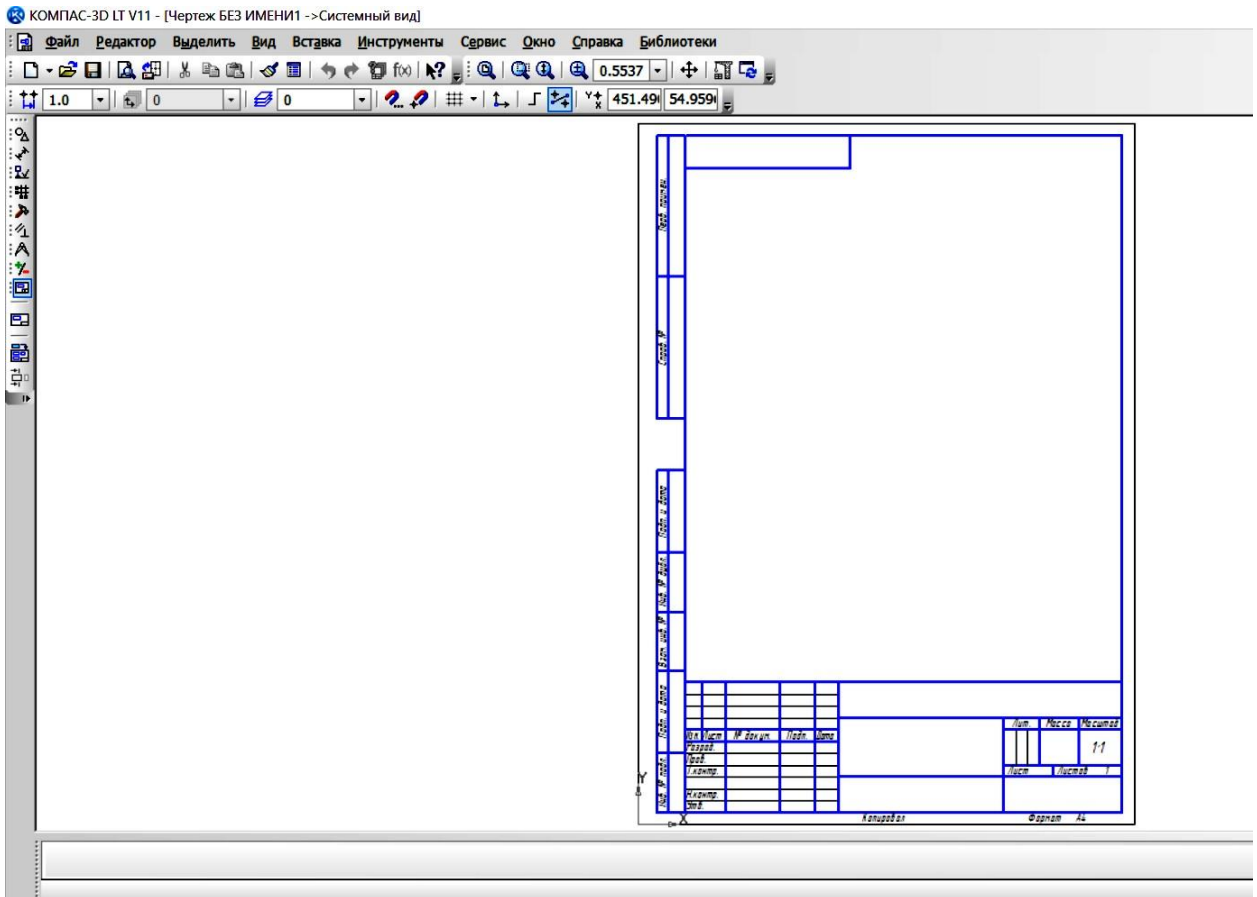 КОМПАС-3D LT V11 - [Чертеж БЕЗ ИМЕНИ1 ->Системный вид]
Файл Редактор Выделить Вид Вставка Инструменты Сервис Окно Справка Библиотеки
f(x) 0.5537
1.0 0 0 451.49 54.959
Перв. примен.
Справ. №
Подп. и дата
Инв. № дубл.
Взам. инв. №
Подп. и дата
Инв. № подл.
Изм. Лист № докум. Подп. Дата
Разраб.
Пров.
Т.контр.
Н.контр.
Утв.
Лит. Масса Масштаб
1:1
Лист Листов 1
Копировал Формат A4
Y
X